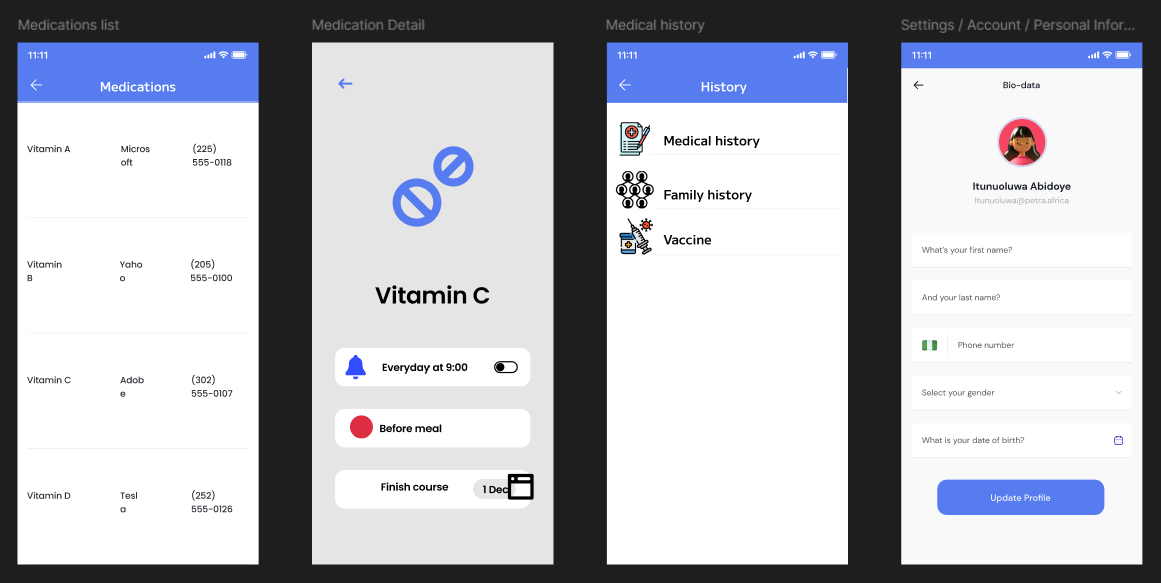 Medications list
11:11
Medications
Vitamin A
Micros
oft
(225)
555-0118
Vitamin
B
Yaho
o
(205)
555-0100
Vitamin C
Adob
e
(302)
555-0107
Vitamin D
Tesl
a
(252)
555-0126
Medication Detail
Vitamin C
Everyday at 9:00
Before meal
Finish course
1 Dec
Medical history
11:11
History
Medical history
Family history
Vaccine
Settings / Account / Personal Infor...
11:11
Bio-data
Itunuoluwa Abidoye
Itunuoluwa@petra.africa
What's your first name?
And your last name?
Phone number
Select your gender
What is your date of birth?
Update Profile